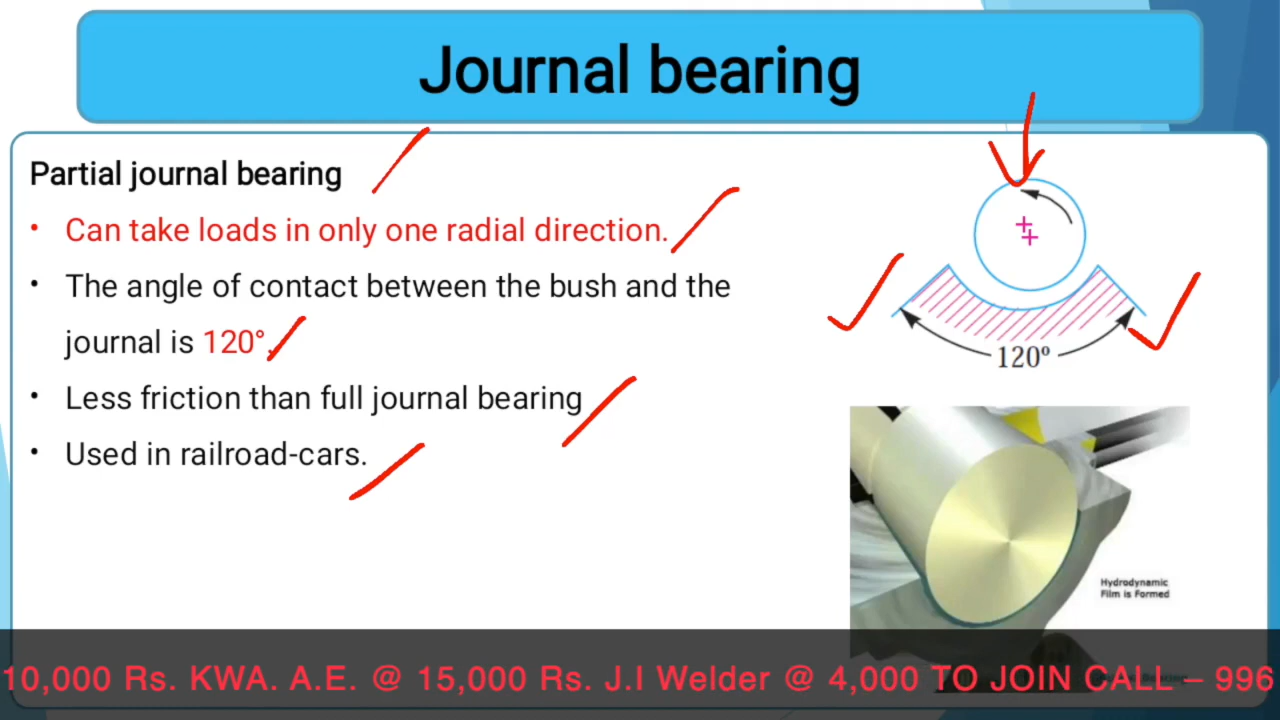 Journal bearing
Partial journal bearing
• Can take loads in only one radial direction.
• The angle of contact between the bush and the
journal is 120°.
• Less friction than full journal bearing
• Used in railroad-cars.
120º
Hydrodynamic
Film is Formed
10,000 Rs. KWA. A.E. @ 15,000 Rs. J.I Welder @ 4,000 TO JOIN CALL – 996